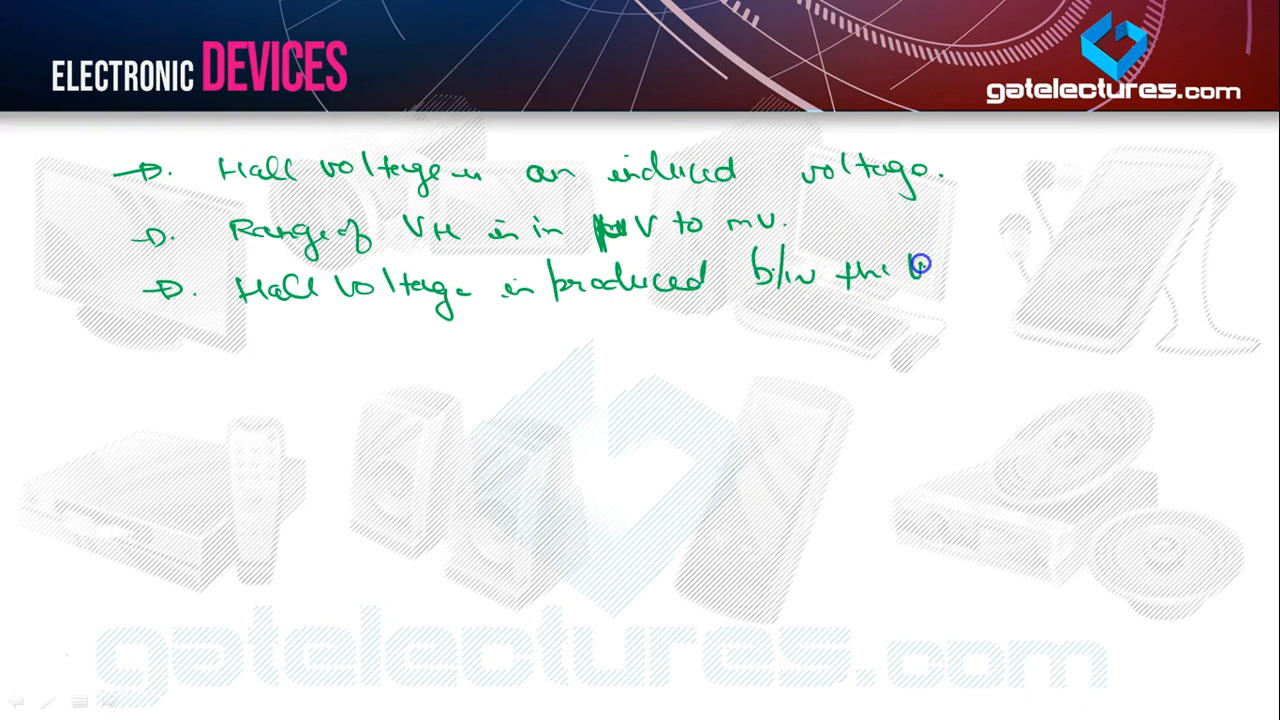 ELECTRONIC DEVICES
gatelectures.com
Hall voltage is an induced voltage.
Range of VH is in μV to mV.
Hall voltage is produced b/w the
gatelectures.com